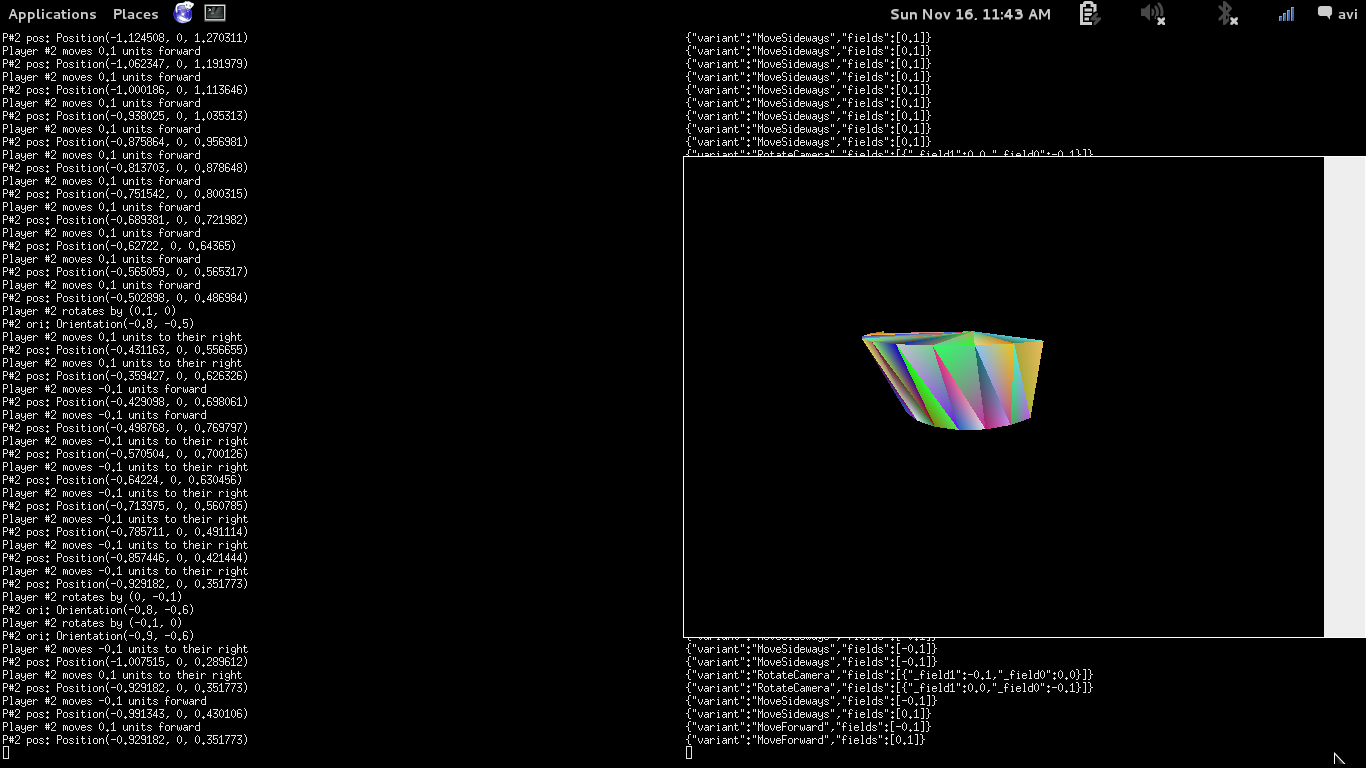 Applications Places Sun Nov 16, 11:43 AM avi
P#2 pos: Position(-1.124508, 0, 1.270311)
Player #2 moves 0.1 units forward
P#2 pos: Position(-1.062347, 0, 1.191979)
Player #2 moves 0.1 units forward
P#2 pos: Position(-1.000186, 0, 1.113646)
Player #2 moves 0.1 units forward
P#2 pos: Position(-0.938025, 0, 1.035313)
Player #2 moves 0.1 units forward
P#2 pos: Position(-0.875864, 0, 0.956981)
Player #2 moves 0.1 units forward
P#2 pos: Position(-0.813703, 0, 0.878648)
Player #2 moves 0.1 units forward
P#2 pos: Position(-0.751542, 0, 0.800315)
Player #2 moves 0.1 units forward
P#2 pos: Position(-0.689381, 0, 0.721982)
Player #2 moves 0.1 units forward
P#2 pos: Position(-0.62722, 0, 0.64365)
Player #2 moves 0.1 units forward
P#2 pos: Position(-0.565059, 0, 0.565317)
Player #2 moves 0.1 units forward
P#2 pos: Position(-0.502898, 0, 0.486984)
Player #2 rotates by (0.1, 0)
P#2 ori: Orientation(-0.8, -0.5)
Player #2 moves 0.1 units to their right
P#2 pos: Position(-0.431163, 0, 0.556655)
Player #2 moves 0.1 units to their right
P#2 pos: Position(-0.359427, 0, 0.626326)
Player #2 moves -0.1 units forward
P#2 pos: Position(-0.429098, 0, 0.698061)
Player #2 moves -0.1 units forward
P#2 pos: Position(-0.498768, 0, 0.769797)
Player #2 moves -0.1 units to their right
P#2 pos: Position(-0.570504, 0, 0.700126)
Player #2 moves -0.1 units to their right
P#2 pos: Position(-0.64224, 0, 0.630456)
Player #2 moves -0.1 units to their right
P#2 pos: Position(-0.713975, 0, 0.560785)
Player #2 moves -0.1 units to their right
P#2 pos: Position(-0.785711, 0, 0.491114)
Player #2 moves -0.1 units to their right
P#2 pos: Position(-0.857446, 0, 0.421444)
Player #2 moves -0.1 units to their right
P#2 pos: Position(-0.929182, 0, 0.351773)
Player #2 rotates by (0, -0.1)
P#2 ori: Orientation(-0.8, -0.6)
Player #2 rotates by (-0.1, 0)
P#2 ori: Orientation(-0.9, -0.6)
Player #2 moves -0.1 units to their right
P#2 pos: Position(-1.007515, 0, 0.289612)
Player #2 moves 0.1 units to their right
P#2 pos: Position(-0.929182, 0, 0.351773)
Player #2 moves -0.1 units forward
P#2 pos: Position(-0.991343, 0, 0.430106)
Player #2 moves 0.1 units forward
P#2 pos: Position(-0.929182, 0, 0.351773)
{"variant":"MoveSideways","fields":[0.1]}
{"variant":"MoveSideways","fields":[0.1]}
{"variant":"MoveSideways","fields":[0.1]}
{"variant":"MoveSideways","fields":[0.1]}
{"variant":"MoveSideways","fields":[0.1]}
{"variant":"MoveSideways","fields":[0.1]}
{"variant":"MoveSideways","fields":[0.1]}
{"variant":"MoveSideways","fields":[0.1]}
{"variant":"MoveSideways","fields":[0.1]}
{"variant":"RotateCamera","fields":[{"_field1":0.0,"_field0":-0.1}]}
{"variant":"MoveSideways","fields":[-0.1]}
{"variant":"MoveSideways","fields":[-0.1]}
{"variant":"MoveSideways","fields":[-0.1]}
{"variant":"RotateCamera","fields":[{"_field1":-0.1,"_field0":0.0}]}
{"variant":"RotateCamera","fields":[{"_field1":0.0,"_field0":-0.1}]}
{"variant":"MoveSideways","fields":[-0.1]}
{"variant":"MoveSideways","fields":[0.1]}
{"variant":"MoveForward","fields":[-0.1]}
{"variant":"MoveForward","fields":[0.1]}